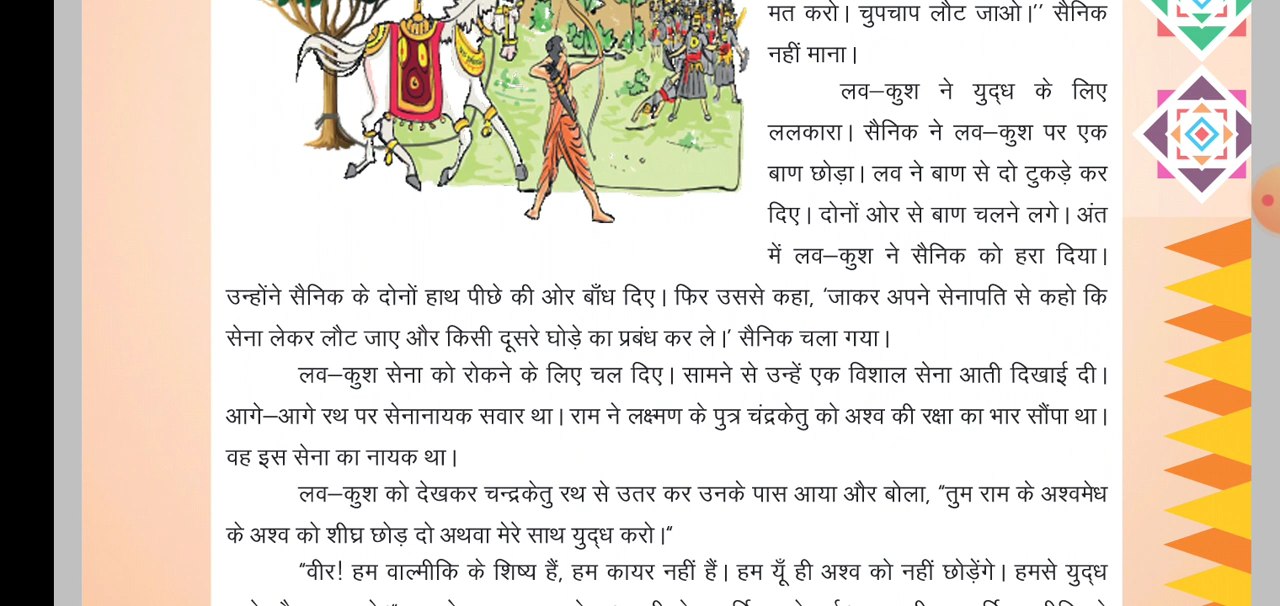 मत करो। चुपचाप लौट जाओ।’’ सैनिक
नहीं माना।
लव–कुश ने युद्ध के लिए
ललकारा। सैनिक ने लव–कुश पर एक
बाण छोड़ा। लव ने बाण से दो टुकड़े कर
दिए। दोनों ओर से बाण चलने लगे। अंत
में लव–कुश ने सैनिक को हरा दिया।
उन्होंने सैनिक के दोनों हाथ पीछे की ओर बाँध दिए। फिर उससे कहा, ‘जाकर अपने सेनापति से कहो कि
सेना लेकर लौट जाए और किसी दूसरे घोड़े का प्रबंध कर ले।’ सैनिक चला गया।
लव–कुश सेना को रोकने के लिए चल दिए। सामने से उन्हें एक विशाल सेना आती दिखाई दी।
आगे–आगे रथ पर सेनानायक सवार था। राम ने लक्ष्मण के पुत्र चंद्रकेतु को अश्व की रक्षा का भार सौंपा था।
वह इस सेना का नायक था।
लव–कुश को देखकर चन्द्रकेतु रथ से उतर कर उनके पास आया और बोला, “तुम राम के अश्वमेध
के अश्व को शीघ्र छोड़ दो अथवा मेरे साथ युद्ध करो।“
“वीर! हम वाल्मीकि के शिष्य हैं, हम कायर नहीं हैं। हम यूँ ही अश्व को नहीं छोड़ेंगे। हमसे युद्ध